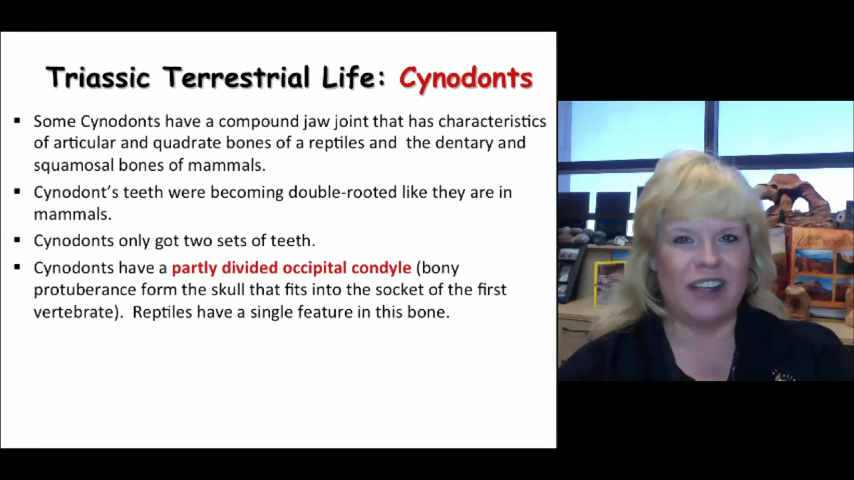 Triassic Terrestrial Life: Cynodonts
▪ Some Cynodonts have a compound jaw joint that has characteristics
of articular and quadrate bones of a reptiles and the dentary and
squamosal bones of mammals.
▪ Cynodont's teeth were becoming double-rooted like they are in
mammals.
▪ Cynodonts only got two sets of teeth.
▪ Cynodonts have a partly divided occipital condyle (bony
protuberance form the skull that fits into the socket of the first
vertebrate). Reptiles have a single feature in this bone.